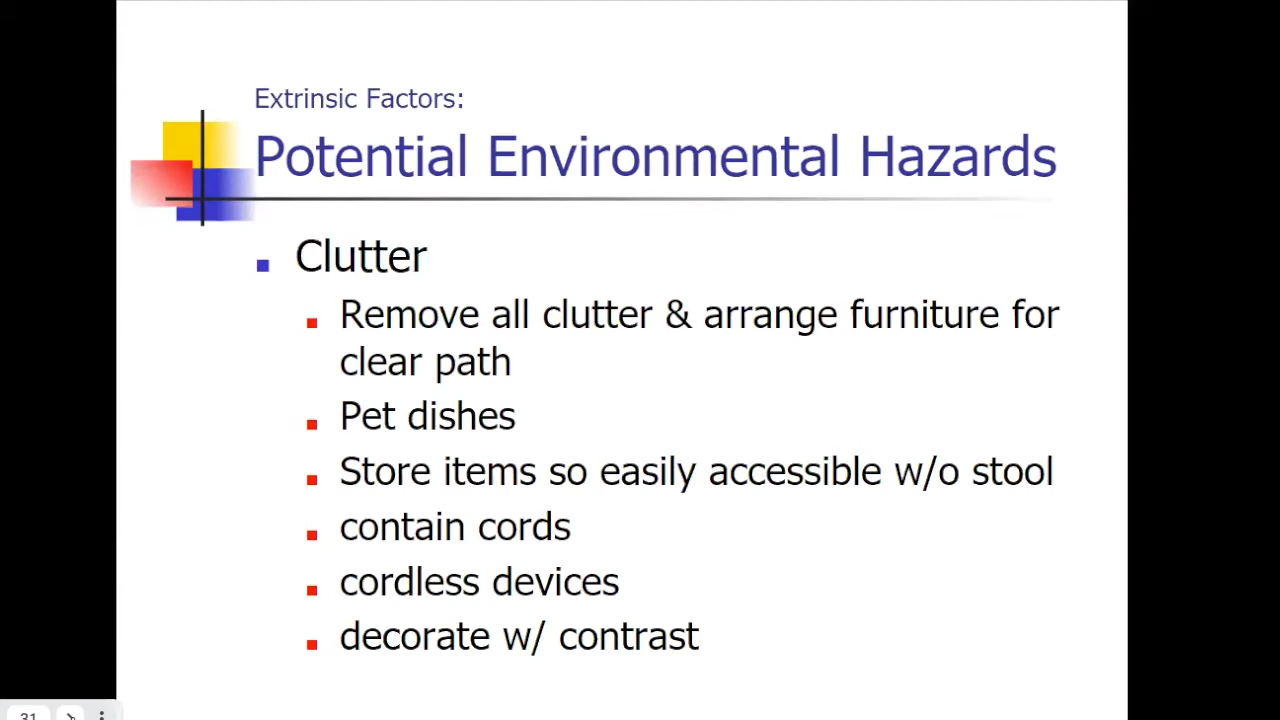 Extrinsic Factors:
Potential Environmental Hazards
Clutter
Remove all clutter & arrange furniture for
clear path
Pet dishes
Store items so easily accessible w/o stool
contain cords
cordless devices
decorate w/ contrast
31